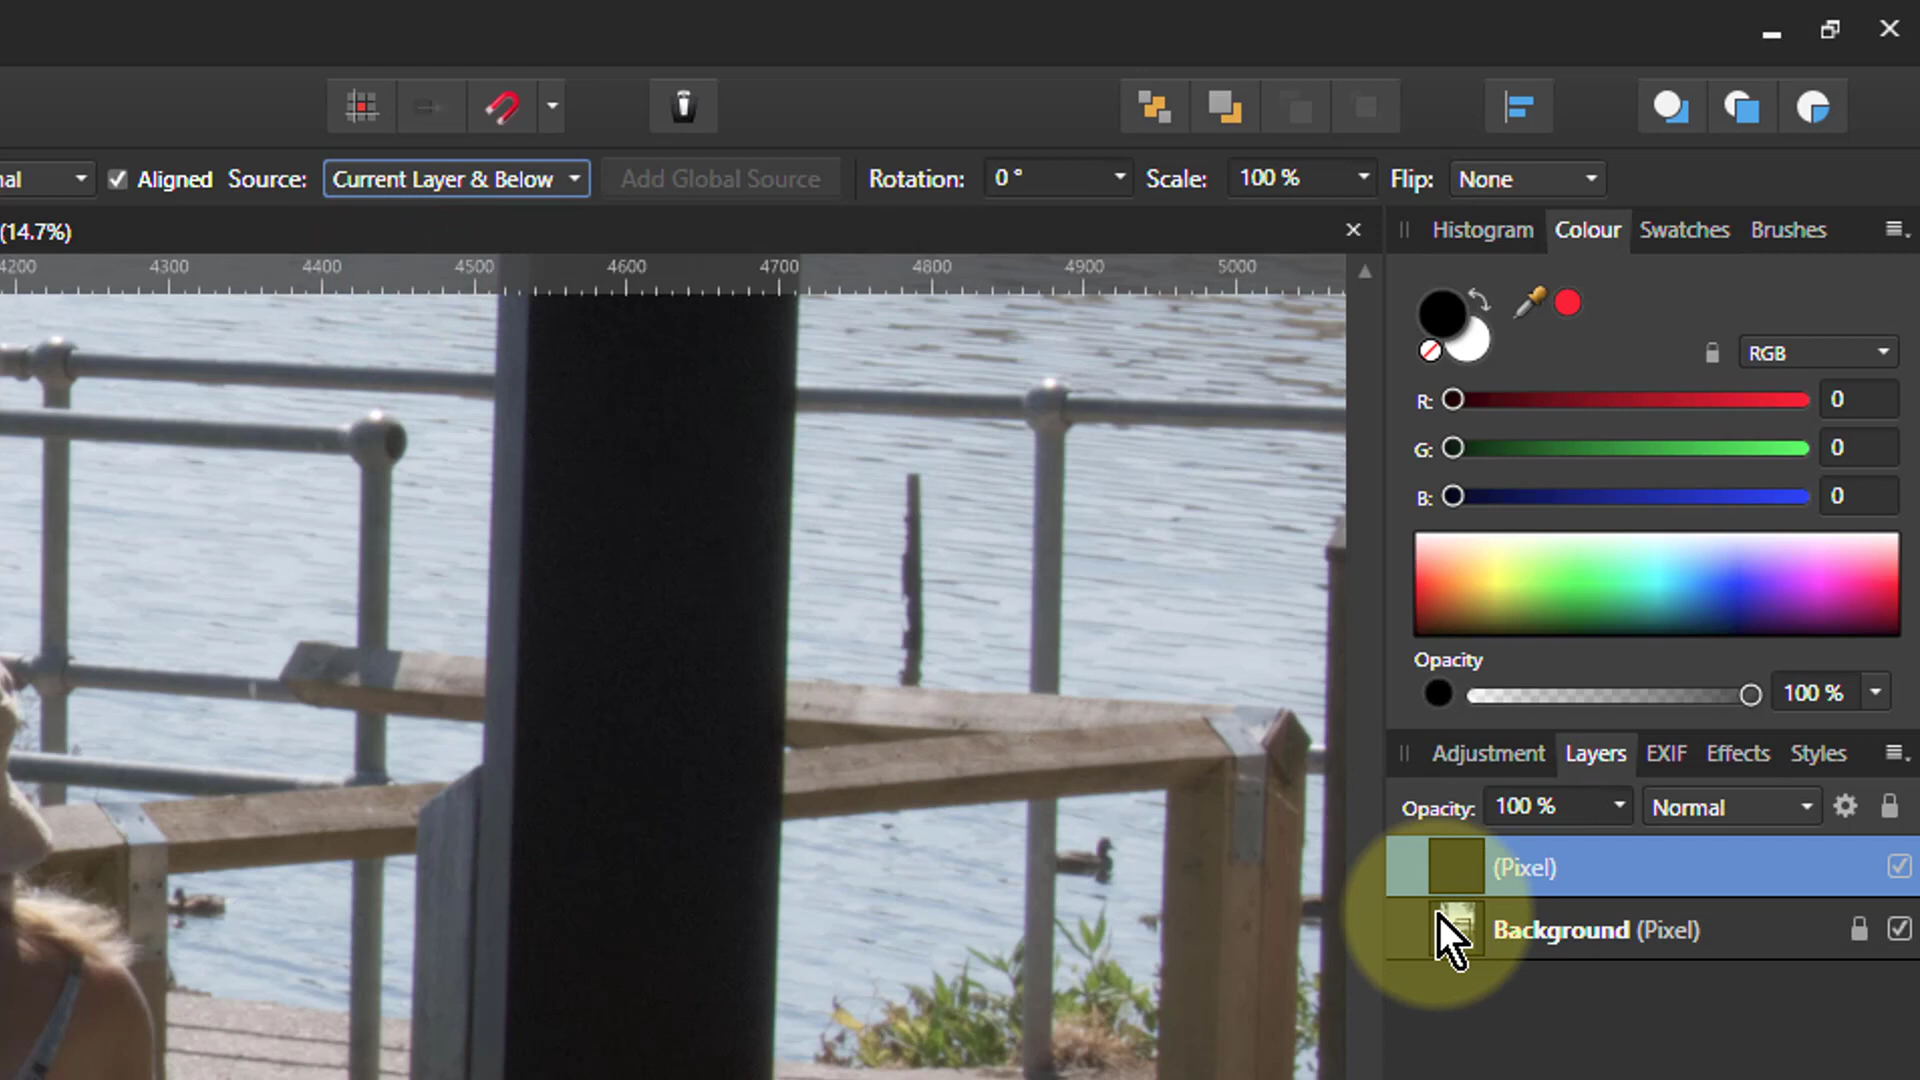 nal Aligned Source: Current Layer & Below Add Global Source Rotation: 0 ° Scale: 100 % Flip: None
(14.7%)
Histogram Colour Swatches Brushes
4200 4300 4400 4500 4600 4700 4800 4900 5000
RGB
R: 0
G: 0
B: 0
Opacity
100 %
Adjustment Layers EXIF Effects Styles
Opacity: 100 % Normal
(Pixel)
Background (Pixel)